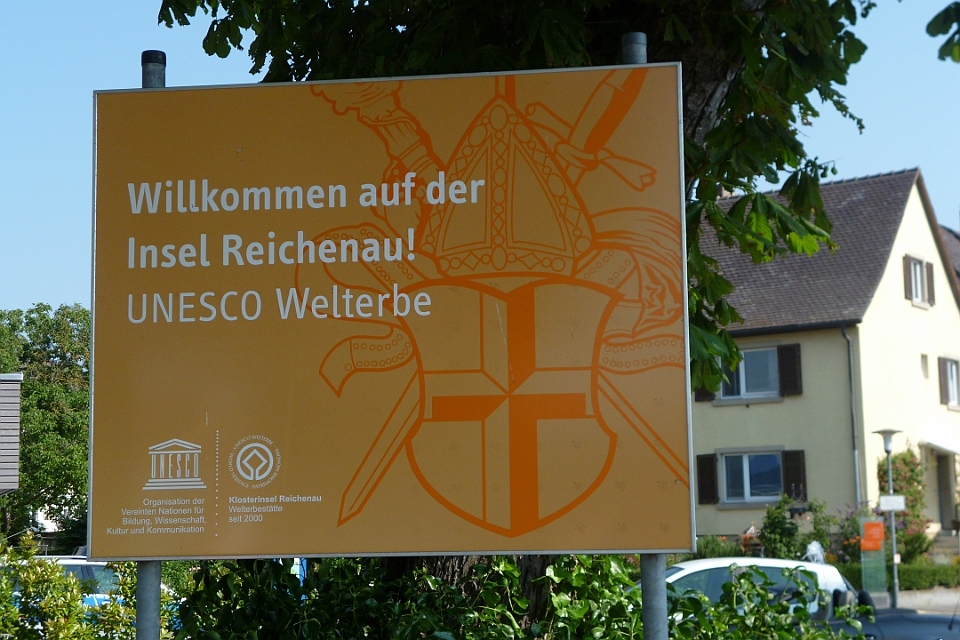 Willkommen auf der
Insel Reichenau!
UNESCO Welterbe
UNESCO
Organisation der
Vereinten Nationen für
Bildung, Wissenschaft,
Kultur und Kommunikation
Klosterinsel Reichenau
Welterbestätte
seit 2000